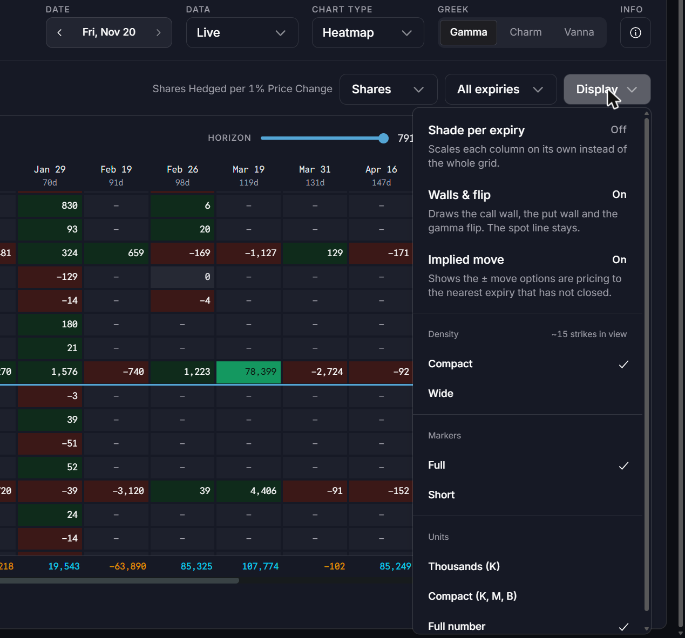 DATE DATA CHART TYPE GREEK INFO
Fri, Nov 20 Live Heatmap Gamma Charm Vanna
Shares Hedged per 1% Price Change Shares All expiries Display
HORIZON 791
Jan 29 Feb 19 Feb 26 Mar 19 Mar 31 Apr 16
70d 91d 98d 119d 131d 147d
830 – 6 – – –
93 – 20 – – –
81 324 659 -169 -1,127 129 -171
-129 – 0 – – –
-14 – -4 – – –
180 – – – – –
21 – – – – –
270 1,576 -740 1,223 78,399 -2,724 -92
-3 – – – – –
39 – – – – –
-51 – – – – –
52 – – – – –
720 -39 -3,120 39 4,406 -91 -152
24 – – – – –
-14 – – – – –
218 19,543 -63,890 85,325 107,774 -102 85,249
Shade per expiry Off
Scales each column on its own instead of
the whole grid.
Walls & flip On
Draws the call wall, the put wall and the
gamma flip. The spot line stays.
Implied move On
Shows the ± move options are pricing to
the nearest expiry that has not closed.
Density ~15 strikes in view
Compact
Wide
Markers
Full
Short
Units
Thousands (K)
Compact (K, M, B)
Full number